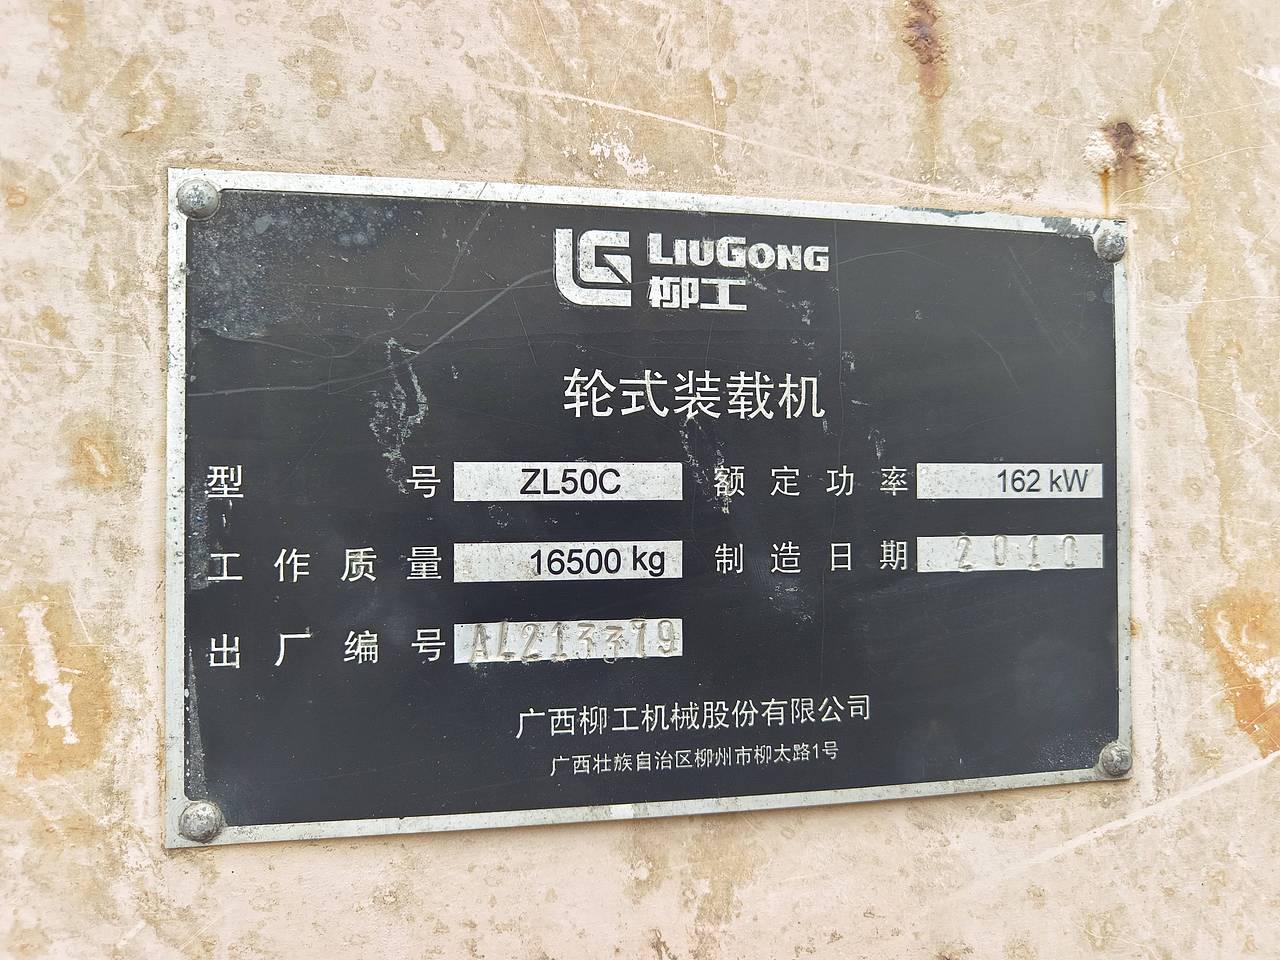 LIUGONG
柳工
轮式装载机
型号 ZL50C 额定功率 162 kW
工作质量 16500 kg 制造日期 2010
出厂编号 AL213379
广西柳工机械股份有限公司
广西壮族自治区柳州市柳太路1号